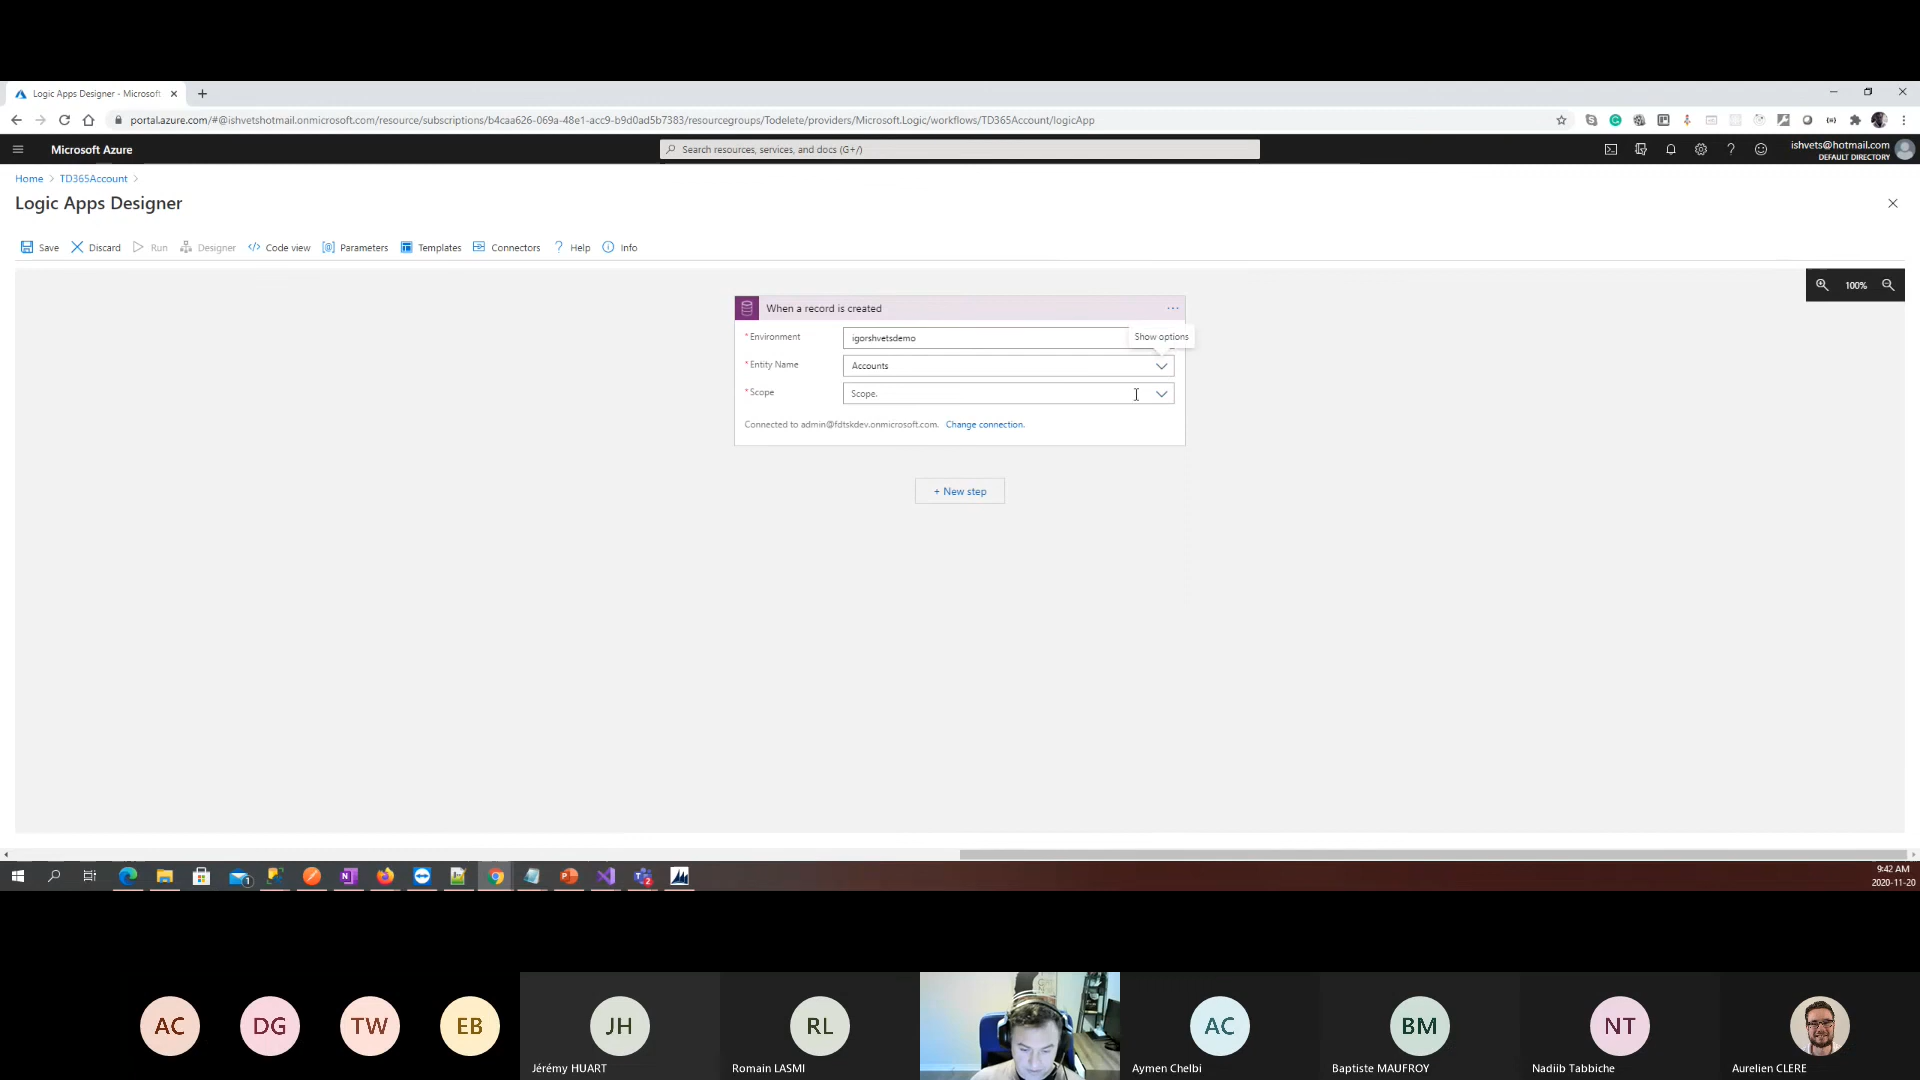 Logic Apps Designer - Microsoft
portal.azure.com/#@ishvetshotmail.onmicrosoft.com/resource/subscriptions/b4caa626-069a-48e1-acc9-b9d0ad5b7383/resourcegroups/Todelete/providers/Microsoft.Logic/workflows/TD365Account/logicApp
Microsoft Azure
Search resources, services, and docs (G+/)
ishvets@hotmail.com
DEFAULT DIRECTORY
Home > TD365Account >
Logic Apps Designer
Save Discard Run Designer Code view Parameters Templates Connectors Help Info
100%
When a record is created
* Environment igorshvetsdemo
Show options
* Entity Name Accounts
* Scope Scope.
Connected to admin@fdtskdev.onmicrosoft.com. Change connection.
+ New step
9:42 AM
2020-11-20
AC DG TW EB JH RL AC BM NT
Jérémy HUART Romain LASMI Aymen Chelbi Baptiste MAUFROY Nadiib Tabbiche Aurelien CLERE